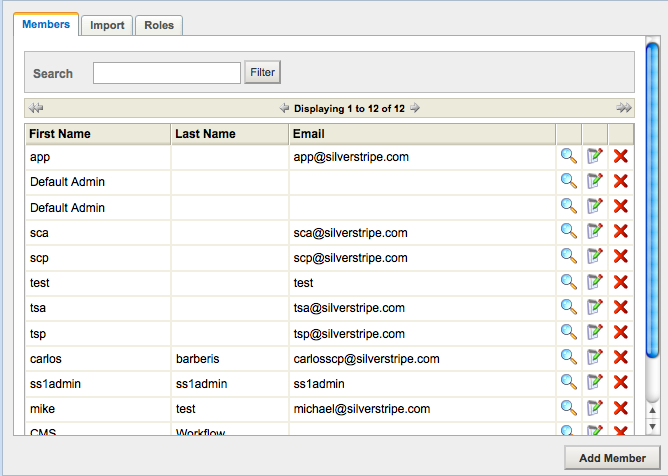 Members Import Roles
Search Filter
Displaying 1 to 12 of 12
First Name Last Name Email
app app@silverstripe.com
Default Admin
Default Admin
sca sca@silverstripe.com
scp scp@silverstripe.com
test test
tsa tsa@silverstripe.com
tsp tsp@silverstripe.com
carlos barberis carlosscp@silverstripe.com
ss1admin ss1admin ss1admin
mike test michael@silverstripe.com
CMS Workflow
Add Member